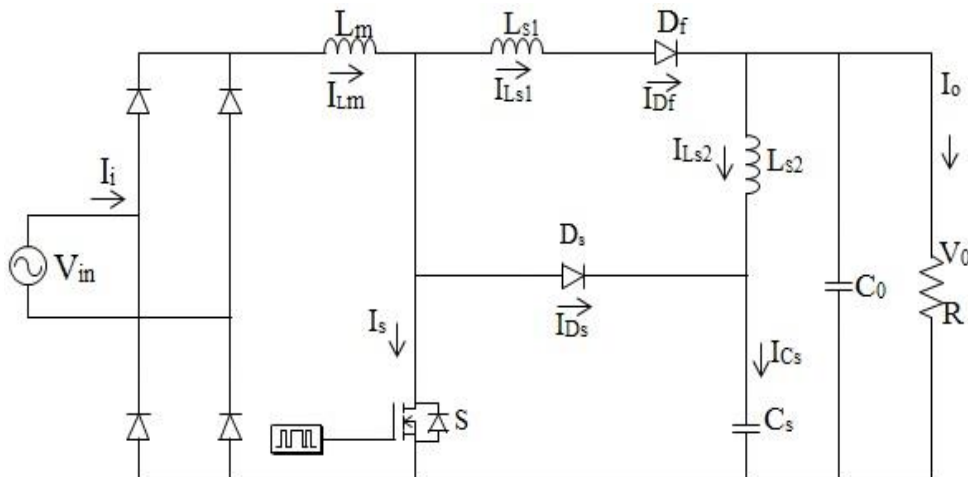 Lm
Ls1
Df
ILm
ILs1
IDf
Io
ILs2
Ls2
Ii
Vin
Ds
IDs
V0
C0
R
Is
ICs
S
Cs